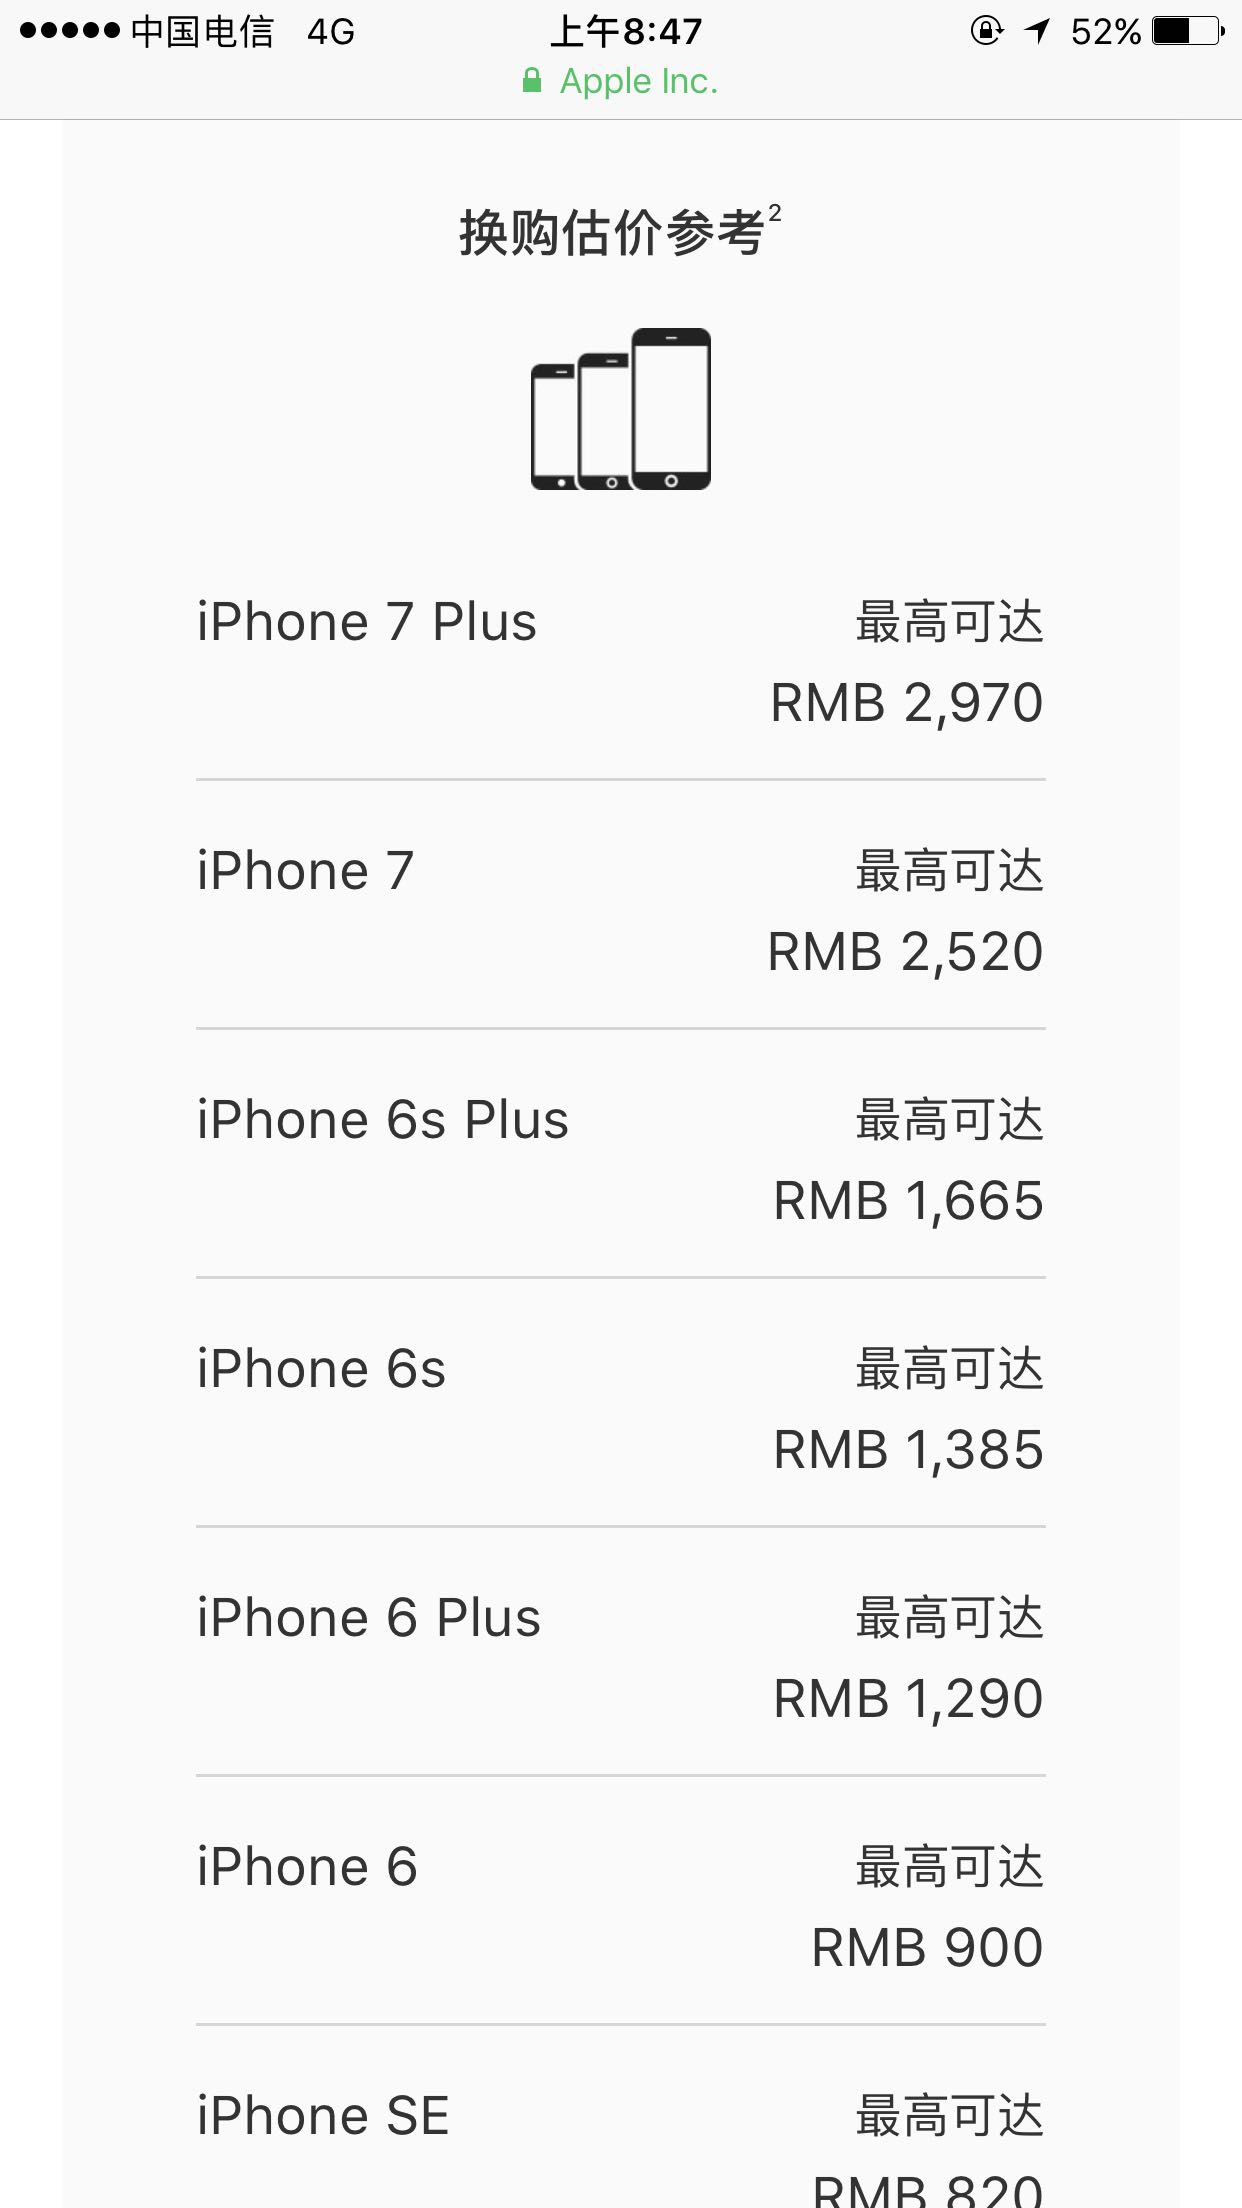 中国电信 4G 上午8:47 52%
Apple Inc.
换购估价参考2
iPhone 7 Plus 最高可达
RMB 2,970
iPhone 7 最高可达
RMB 2,520
iPhone 6s Plus 最高可达
RMB 1,665
iPhone 6s 最高可达
RMB 1,385
iPhone 6 Plus 最高可达
RMB 1,290
iPhone 6 最高可达
RMB 900
iPhone SE 最高可达
RMB 820